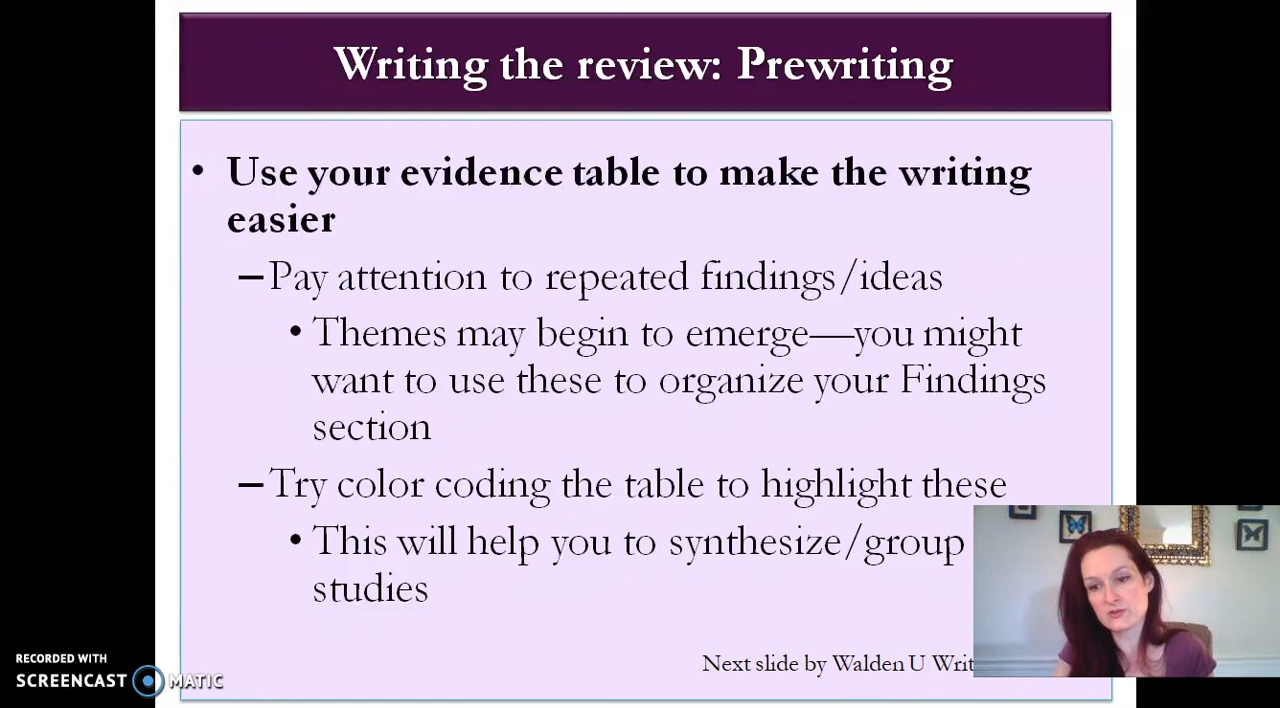 Writing the review: Prewriting
• Use your evidence table to make the writing
easier
–Pay attention to repeated findings/ideas
• Themes may begin to emerge—you might
want to use these to organize your Findings
section
–Try color coding the table to highlight these
• This will help you to synthesize/group
studies
Next slide by Walden U Writ
RECORDED WITH
SCREENCAST MATIC